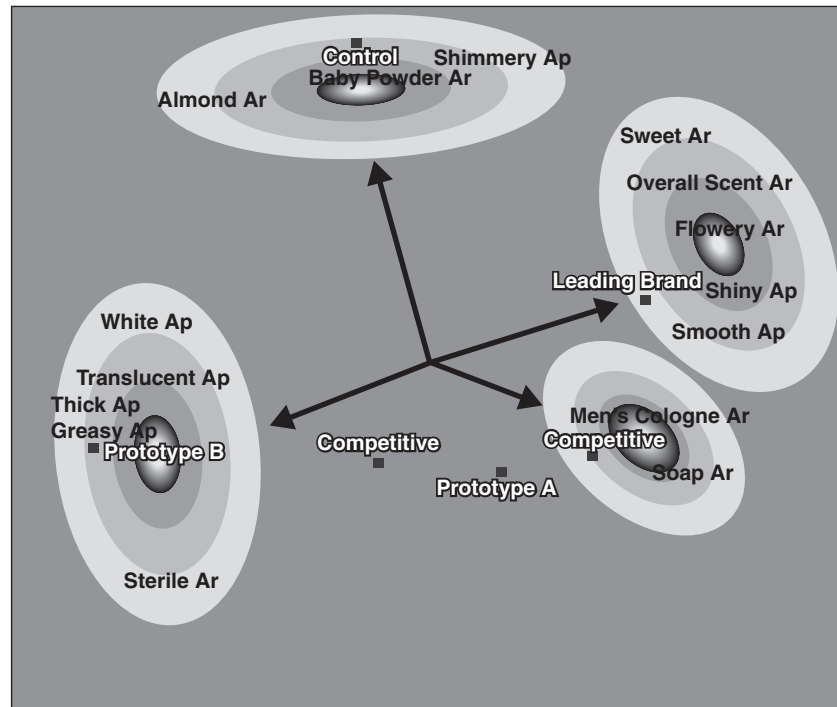 Control
Shimmery Ap
Baby Powder Ar
Almond Ar
Sweet Ar
Overall Scent Ar
Flowery Ar
Leading Brand
Shiny Ap
Smooth Ap
White Ap
Translucent Ap
Thick Ap
Greasy Ap
Prototype B
Sterile Ar
Men's Cologne Ar
Competitive
Soap Ar
Competitive
Prototype A